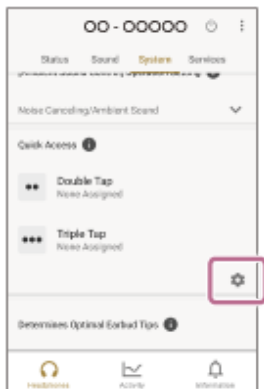 OO-OOOOO
Status Sound System Services
Noise Canceling/Ambient Sound
Quick Access
Double Tap
None Assigned
Triple Tap
None Assigned
Determines Optimal Earbud Tips
Headphones Activity Information